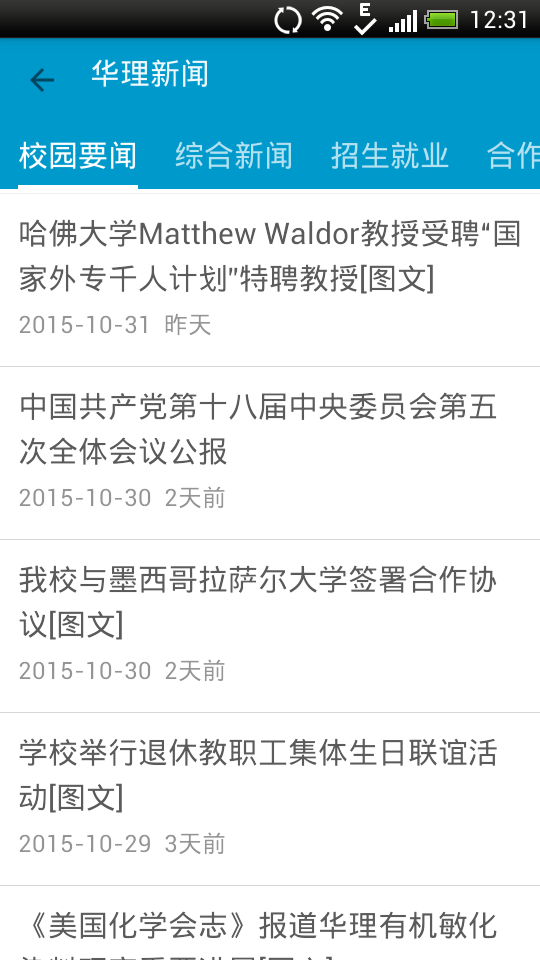 E
12:31
华理新闻
校园要闻 综合新闻 招生就业 合作
哈佛大学Matthew Waldor教授受聘“国
家外专千人计划”特聘教授[图文]
2015-10-31 昨天
中国共产党第十八届中央委员会第五
次全体会议公报
2015-10-30 2天前
我校与墨西哥拉萨尔大学签署合作协
议[图文]
2015-10-30 2天前
学校举行退休教职工集体生日联谊活
动[图文]
2015-10-29 3天前
《美国化学会志》报道华理有机敏化